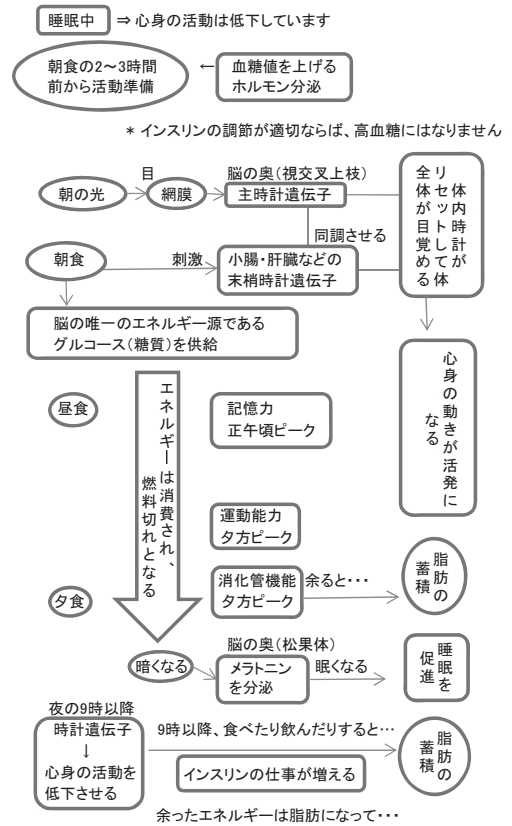 睡眠中 ⇒ 心身の活動は低下しています
朝食の2～3時間
前から活動準備
←
血糖値を上げる
ホルモン分泌
＊インスリンの調節が適切ならば、高血糖にはなりません
朝の光
目
網膜
脳の奥（視交叉上枝）
主時計遺伝子
同調させる
朝食
刺激
小腸・肝臓などの
末梢時計遺伝子
体内時計が
リセットして体
全体が目覚める
脳の唯一のエネルギー源である
グルコース（糖質）を供給
心身の動きが活発に
なる
昼食
エネルギーは消費され、
燃料切れとなる
記憶力
正午頃ピーク
運動能力
夕方ピーク
夕食
消化管機能
夕方ピーク
余ると・・・
脂肪の
蓄積
暗くなる
脳の奥（松果体）
メラトニン
を分泌
眠くなる
睡眠を
促進
夜の9時以降
時計遺伝子
↓
心身の活動を
低下させる
9時以降、食べたり飲んだりすると…
インスリンの仕事が増える
脂肪の
蓄積
余ったエネルギーは脂肪になって・・・